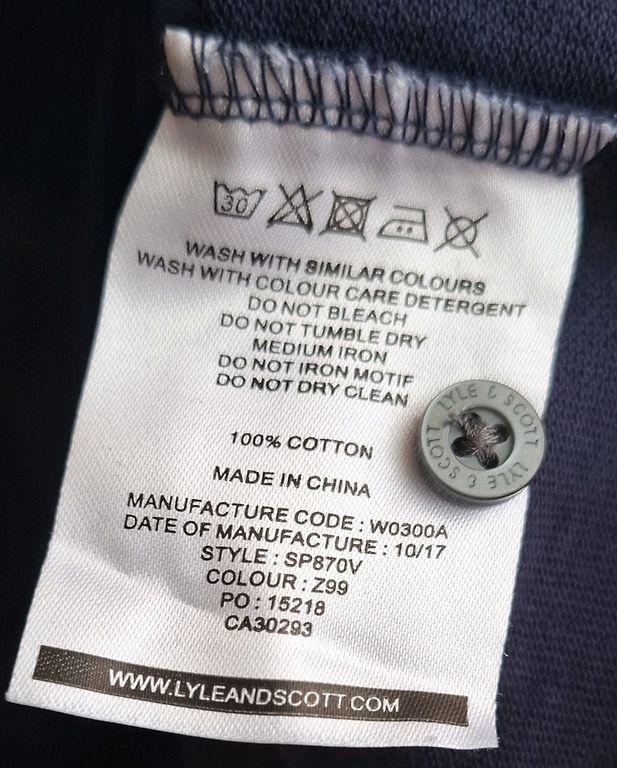 30
WASH WITH SIMILAR COLOURS
WASH WITH COLOUR CARE DETERGENT
DO NOT BLEACH
DO NOT TUMBLE DRY
MEDIUM IRON
DO NOT IRON MOTIF
DO NOT DRY CLEAN
LYLE & SCOTT LYLE & SCOTT
100% COTTON
MADE IN CHINA
MANUFACTURE CODE : W0300A
DATE OF MANUFACTURE : 10/17
STYLE : SP870V
COLOUR : Z99
PO : 15218
CA30293
WWW.LYLEANDSCOTT.COM